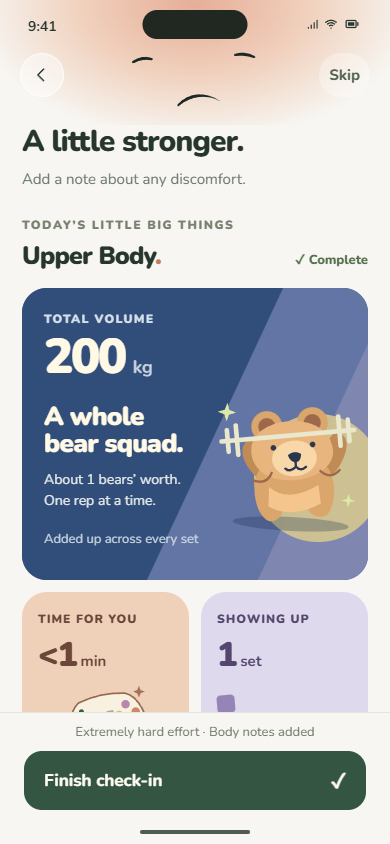 9:41
Skip
A little stronger.
Add a note about any discomfort.
TODAY'S LITTLE BIG THINGS
Upper Body.
✓ Complete
TOTAL VOLUME
200 kg
A whole
bear squad.
About 1 bears' worth.
One rep at a time.
Added up across every set
TIME FOR YOU
<1 min
SHOWING UP
1 set
Extremely hard effort · Body notes added
Finish check-in ✓